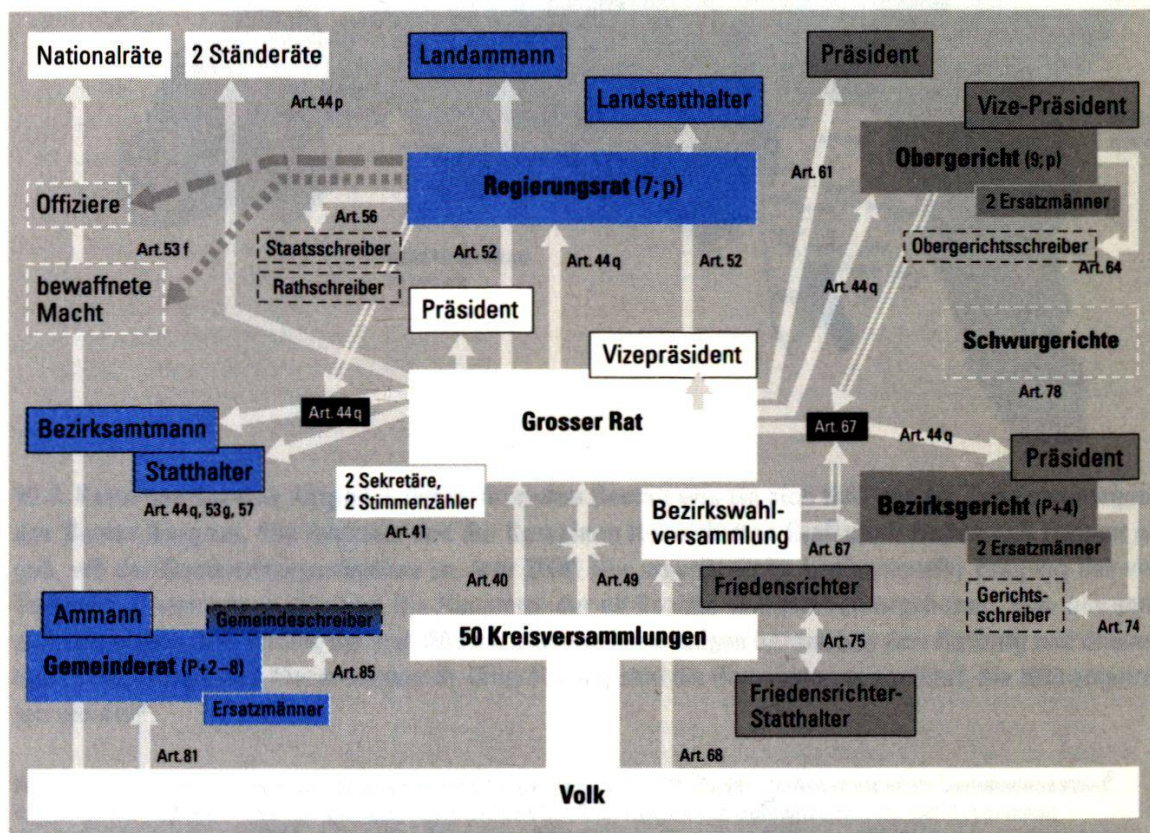 Nationalräte
2 Ständeräte
Landammann
Präsident
Landstatthalter
Vize-Präsident
Art. 44 p
Obergericht (9; p)
Regierungsrat (7; p)
Art. 61
2 Ersatzmänner
Offiziere
Art. 56
Staatsschreiber
Art. 52
Art. 44 q
Art. 52
Obergerichtsschreiber
Art. 64
Art. 53 f
Rathschreiber
Art. 44 q
bewaffnete
Macht
Präsident
Vizepräsident
Schwurgerichte
Art. 78
Art. 44 q
Grosser Rat
Art. 67
Art. 44 q
Bezirksamtmann
Statthalter
Präsident
2 Sekretäre,
2 Stimmenzähler
Art. 44 q, 53 g, 57
Art. 41
Bezirkswahl-
versammlung
Bezirksgericht (P+4)
Art. 67
2 Ersatzmänner
Art. 40
Art. 49
Friedensrichter
Gerichts-
schreiber
Art. 74
Ammann
Gemeindeschreiber
50 Kreisversammlungen
Art. 75
Gemeinderat (P+2–8)
Art. 85
Ersatzmänner
Friedensrichter-
Statthalter
Art. 81
Art. 68
Volk